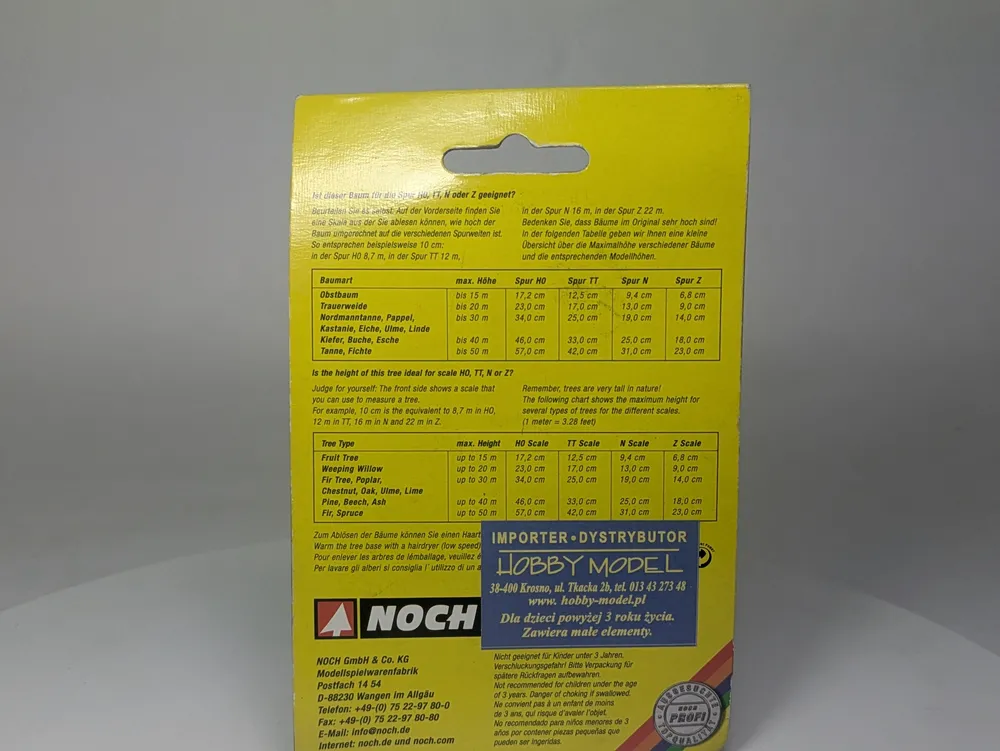 Ist dieser Baum für die Spur H0, TT, N oder Z geeignet?
Beurteilen Sie es selbst: Auf der Vorderseite finden Sie
eine Skala aus der Sie ablesen können, wie hoch der
Baum umgerechnet auf die verschiedenen Spurweiten ist.
So entsprechen beispielsweise 10 cm:
in der Spur H0 8,7 m, in der Spur TT 12 m,
in der Spur N 16 m, in der Spur Z 22 m.
Bedenken Sie, dass Bäume im Original sehr hoch sind!
In der folgenden Tabelle geben wir Ihnen eine kleine
Übersicht über die Maximalhöhe verschiedener Bäume
und die entsprechenden Modellhöhen.
Baumart max. Höhe Spur H0 Spur TT Spur N Spur Z
Obstbaum bis 15 m 17,2 cm 12,5 cm 9,4 cm 6,8 cm
Trauerweide bis 20 m 23,0 cm 17,0 cm 13,0 cm 9,0 cm
Nordmanntanne, Pappel, bis 30 m 34,0 cm 25,0 cm 19,0 cm 14,0 cm
Kastanie, Eiche, Ulme, Linde
Kiefer, Buche, Esche bis 40 m 46,0 cm 33,0 cm 25,0 cm 18,0 cm
Tanne, Fichte bis 50 m 57,0 cm 42,0 cm 31,0 cm 23,0 cm
Is the height of this tree ideal for scale H0, TT, N or Z?
Judge for yourself: The front side shows a scale that
you can use to measure a tree.
For example, 10 cm is the equivalent to 8,7 m in H0,
12 m in TT, 16 m in N and 22 m in Z.
Remember, trees are very tall in nature!
The following chart shows the maximum height for
several types of trees for the different scales.
(1 meter = 3.28 feet)
Tree Type max. Height H0 Scale TT Scale N Scale Z Scale
Fruit Tree up to 15 m 17,2 cm 12,5 cm 9,4 cm 6,8 cm
Weeping Willow up to 20 m 23,0 cm 17,0 cm 13,0 cm 9,0 cm
Fir Tree, Poplar, up to 30 m 34,0 cm 25,0 cm 19,0 cm 14,0 cm
Chestnut, Oak, Ulme, Lime
Pine, Beech, Ash up to 40 m 46,0 cm 33,0 cm 25,0 cm 18,0 cm
Fir, Spruce up to 50 m 57,0 cm 42,0 cm 31,0 cm 23,0 cm
Zum Ablösen der Bäume können Sie einen Haart
Warm the tree base with a hairdryer (low speed)
Pour enlever les arbres de lémballage, veuillez é
Per lavare gli alberi si consiglia l' utilizzo di un a
IMPORTER•DYSTRYBUTOR
HOBBY MODEL
38-400 Krosno, ul. Tkacka 2b, tel. 013 43 273 48
www. hobby-model.pl
Dla dzieci powyżej 3 roku życia.
Zawiera małe elementy.
NOCH
NOCH GmbH & Co. KG
Modellspielwarenfabrik
Postfach 14 54
D-88230 Wangen im Allgäu
Telefon: +49-(0) 75 22-97 80-0
Fax: +49-(0) 75 22-97 80-80
E-Mail: info@noch.de
Internet: noch.de und noch.com
Nicht geeignet für Kinder unter 3 Jahren.
Verschluckungsgefahr! Bitte Verpackung für
spätere Rückfragen aufbewahren.
Not recommended for children under the age
of 3 years. Danger of choking if swallowed.
Ne convient pas à un enfant de moins
de 3 ans, qui risque d'avaler l'objet.
No recomendado para niños menores de 3
años por contener piezas pequeñas que
pueden ser ingeridas.
AUSGESUCHTE
NOCH
PROFI
TOPQUALITÄT